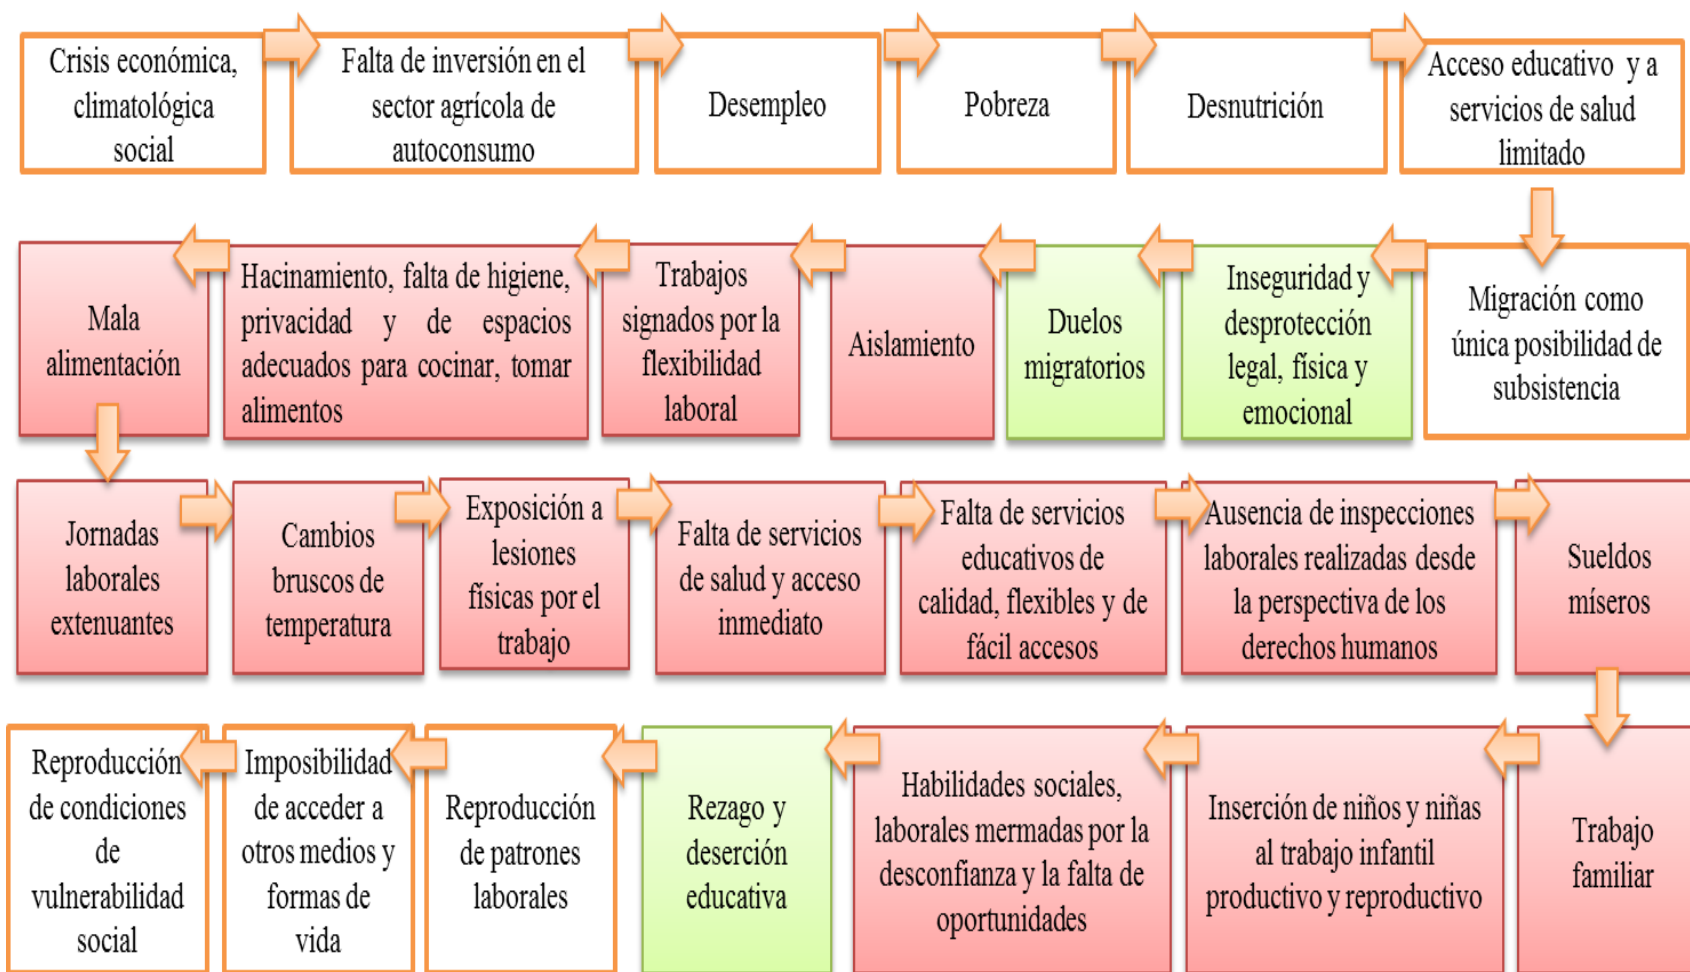 Crisis económica,
climatológica
social
Falta de inversión en el
sector agrícola de
autoconsumo
Desempleo
Pobreza
Desnutrición
Acceso educativo y a
servicios de salud
limitado
Migración como
única posibilidad de
subsistencia
Inseguridad y
desprotección
legal, física y
emocional
Duelos
migratorios
Aislamiento
Trabajos
signados por la
flexibilidad
laboral
Hacinamiento, falta de higiene,
privacidad y de espacios
adecuados para cocinar, tomar
alimentos
Mala
alimentación
Jornadas
laborales
extenuantes
Cambios
bruscos de
temperatura
Exposición a
lesiones
físicas por el
trabajo
Falta de servicios
de salud y acceso
inmediato
Falta de servicios
educativos de
calidad, flexibles y de
fácil accesos
Ausencia de inspecciones
laborales realizadas desde
la perspectiva de los
derechos humanos
Sueldos
míseros
Trabajo
familiar
Inserción de niños y niñas
al trabajo infantil
productivo y reproductivo
Habilidades sociales,
laborales mermadas por la
desconfianza y la falta de
oportunidades
Rezago y
deserción
educativa
Reproducción
de patrones
laborales
Imposibilidad
de acceder a
otros medios y
formas de
vida
Reproducción
de condiciones
de
vulnerabilidad
social